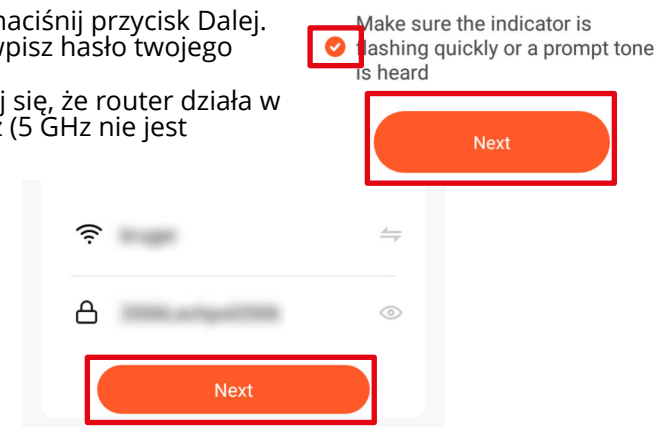 naciśnij przycisk Dalej.
wpisz hasło twojego
j się, że router działa w
z (5 GHz nie jest
Make sure the indicator is
flashing quickly or a prompt tone
is heard
Next
Next